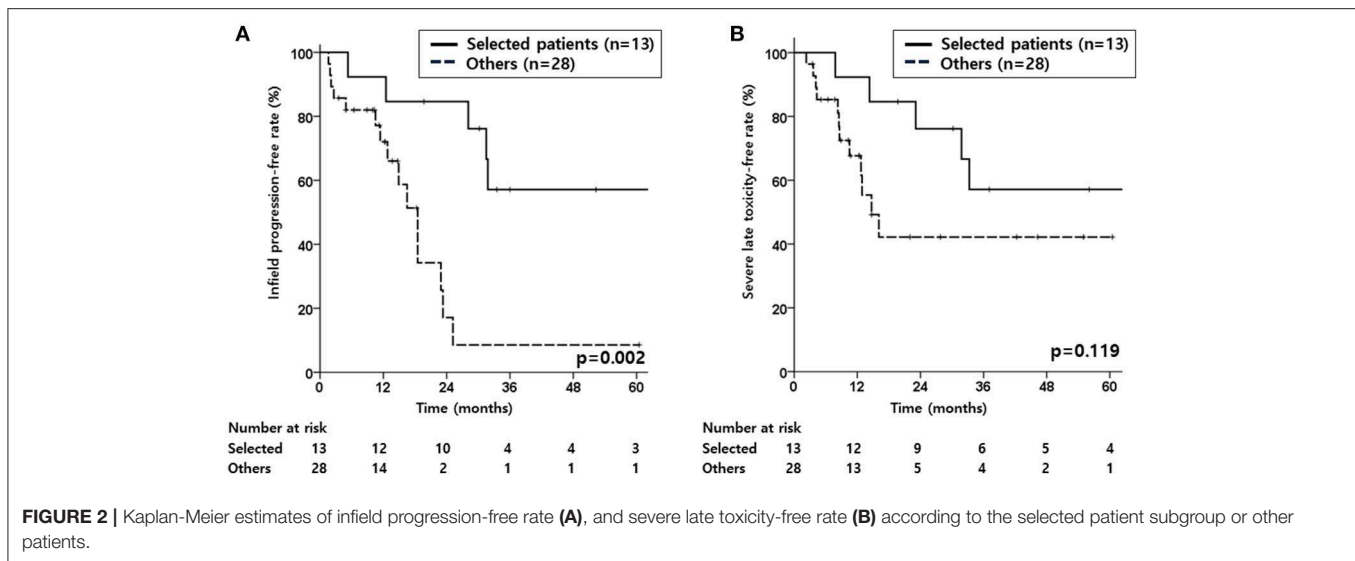 A
Selected patients (n=13)
Others (n=28)
Infield progression-free rate (%)
100
80
60
40
20
0
p=0.002
0 12 24 36 48 60
Time (months)
Number at risk
Selected 13 12 10 4 4 3
Others 28 14 2 1 1 1
B
Selected patients (n=13)
Others (n=28)
Severe late toxicity-free rate (%)
100
80
60
40
20
0
p=0.119
0 12 24 36 48 60
Time (months)
Number at risk
Selected 13 12 9 6 5 4
Others 28 13 5 4 2 1
FIGURE 2 | Kaplan-Meier estimates of infield progression-free rate (A), and severe late toxicity-free rate (B) according to the selected patient subgroup or other
patients.